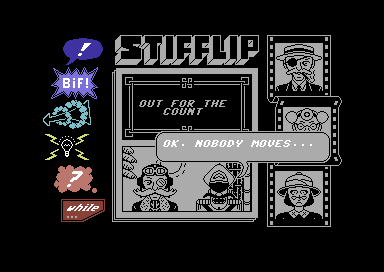 !
STIFFLIP
BIF!
OUT FOR THE
COUNT
OK. NOBODY MOVES...
?
while